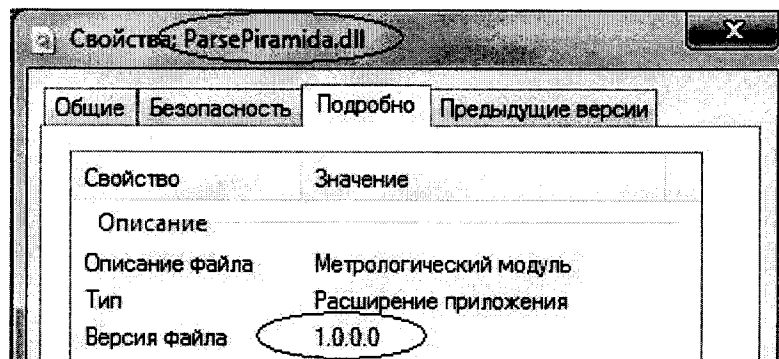 Свойства: ParsePiramida.dll
Общие Безопасность Подробно Предыдущие версии
Свойство Значение
Описание
Описание файла Метрологический модуль
Тип Расширение приложения
Версия файла 1.0.0.0